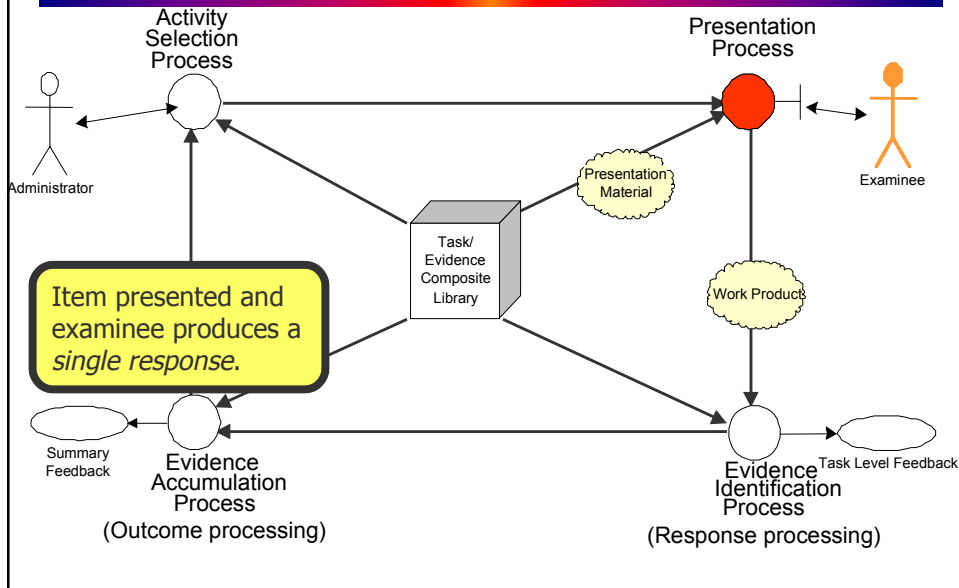 Activity
Selection
Process
Presentation
Process
Administrator
Examinee
Presentation
Material
Task/
Evidence
Composite
Library
Item presented and
examinee produces a
single response.
Work Product
Summary
Feedback
Evidence
Accumulation
Process
(Outcome processing)
Evidence
Identification
Process
(Response processing)
Task Level Feedback